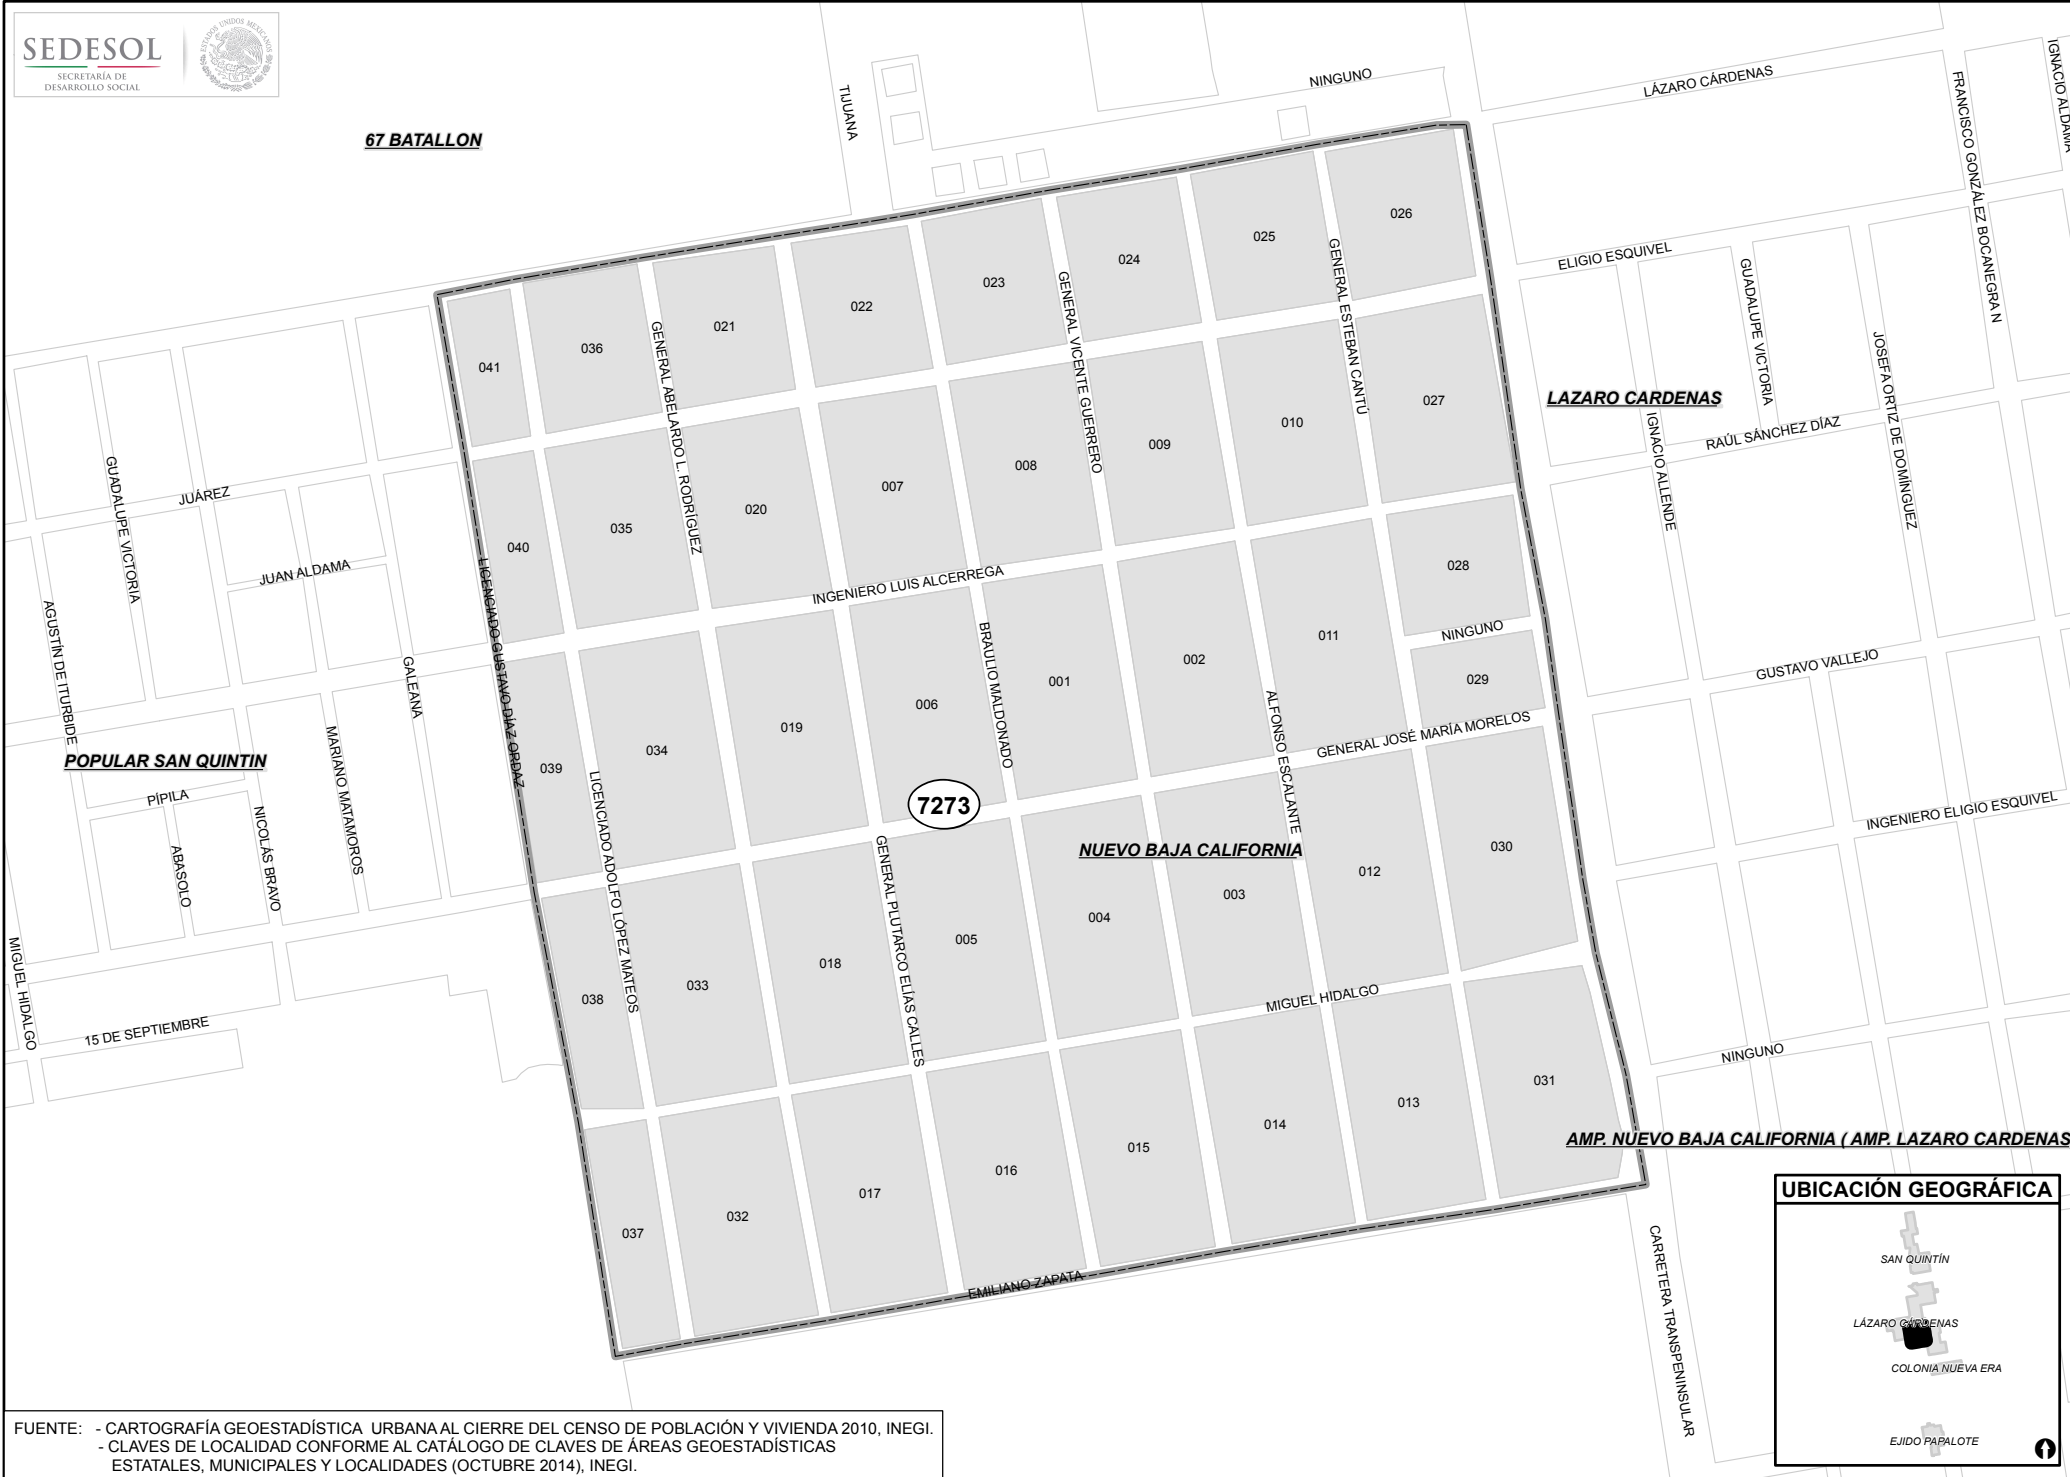 SEDESOL
SECRETARÍA DE
DESARROLLO SOCIAL
ESTADOS UNIDOS MEXICANOS
67 BATALLON
TIJUANA
NINGUNO
LÁZARO CÁRDENAS
FRANCISCO GONZÁLEZ BOCANEGRA N
IGNACIO ALDAMA
026
025
024
023
022
021
036
041
GENERAL ABELARDO L. RODRÍGUEZ
GENERAL VICENTE GUERRERO
GENERAL ESTEBAN CANTÚ
ELIGIO ESQUIVEL
GUADALUPE VICTORIA
JOSEFA ORTIZ DE DOMÍNGUEZ
LAZARO CARDENAS
IGNACIO ALLENDE
RAÚL SÁNCHEZ DÍAZ
027
010
009
008
007
020
035
040
GUADALUPE VICTORIA
JUÁREZ
JUAN ALDAMA
AGUSTÍN DE ITURBIDE
GALEANA
LICENCIADO GUSTAVO DÍAZ ORDAZ
INGENIERO LUIS ALCERREGA
BRAULIO MALDONADO
028
NINGUNO
029
011
002
001
006
019
034
039
ALFONSO ESCALANTE
GENERAL JOSÉ MARÍA MORELOS
GUSTAVO VALLEJO
POPULAR SAN QUINTIN
MARIANO MATAMOROS
PÍPILA
ABASOLO
NICOLÁS BRAVO
LICENCIADO ADOLFO LÓPEZ MATEOS
7273
GENERAL PLUTARCO ELÍAS CALLES
NUEVO BAJA CALIFORNIA
INGENIERO ELIGIO ESQUIVEL
030
012
003
004
005
018
033
038
MIGUEL HIDALGO
MIGUEL HIDALGO
15 DE SEPTIEMBRE
NINGUNO
031
013
014
015
016
017
032
037
AMP. NUEVO BAJA CALIFORNIA ( AMP. LAZARO CARDENAS
EMILIANO ZAPATA
CARRETERA TRANSPENINSULAR
UBICACIÓN GEOGRÁFICA
SAN QUINTÍN
LÁZARO CÁRDENAS
COLONIA NUEVA ERA
EJIDO PAPALOTE
FUENTE: - CARTOGRAFÍA GEOESTADÍSTICA URBANA AL CIERRE DEL CENSO DE POBLACIÓN Y VIVIENDA 2010, INEGI.
- CLAVES DE LOCALIDAD CONFORME AL CATÁLOGO DE CLAVES DE ÁREAS GEOESTADÍSTICAS
ESTATALES, MUNICIPALES Y LOCALIDADES (OCTUBRE 2014), INEGI.